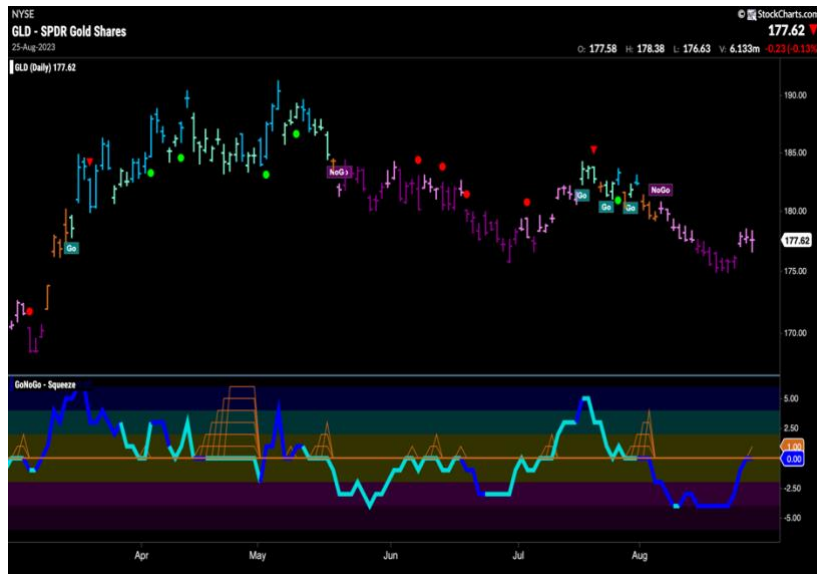 NYSE
© StockCharts.com
GLD - SPDR Gold Shares
177.62
25-Aug-2023
O: 177.58 H: 178.38 L: 176.63 V: 6.133m -0.23 (-0.13%
GLD (Daily) 177.62
190.00
185.00
NoGo
NoGo
Go
180.00
Go
Go
Go
177.62
175.00
170.00
GoNoGo - Squeeze
5.00
2.50
1.00
0.00
-2.50
-5.00
Apr May Jun Jul Aug